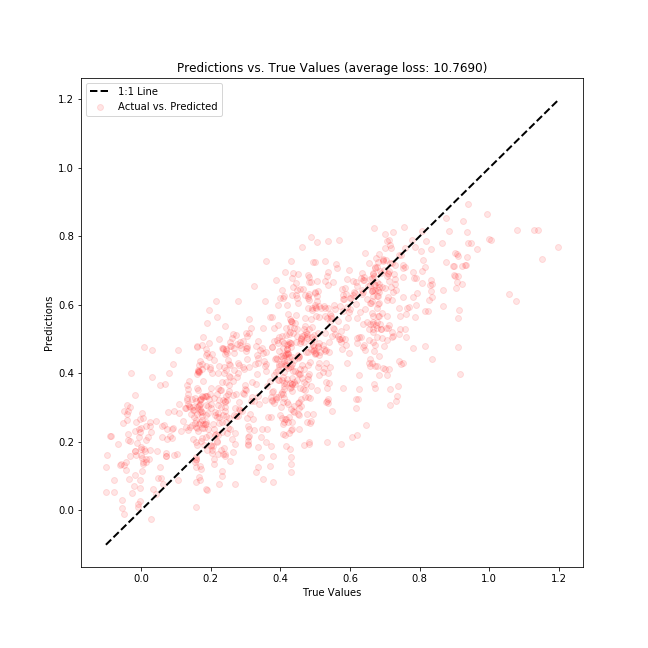 Predictions vs. True Values (average loss: 10.7690)
1:1 Line
Actual vs. Predicted
1.2
1.0
0.8
0.6
0.4
0.2
0.0
Predictions
0.0 0.2 0.4 0.6 0.8 1.0 1.2
True Values